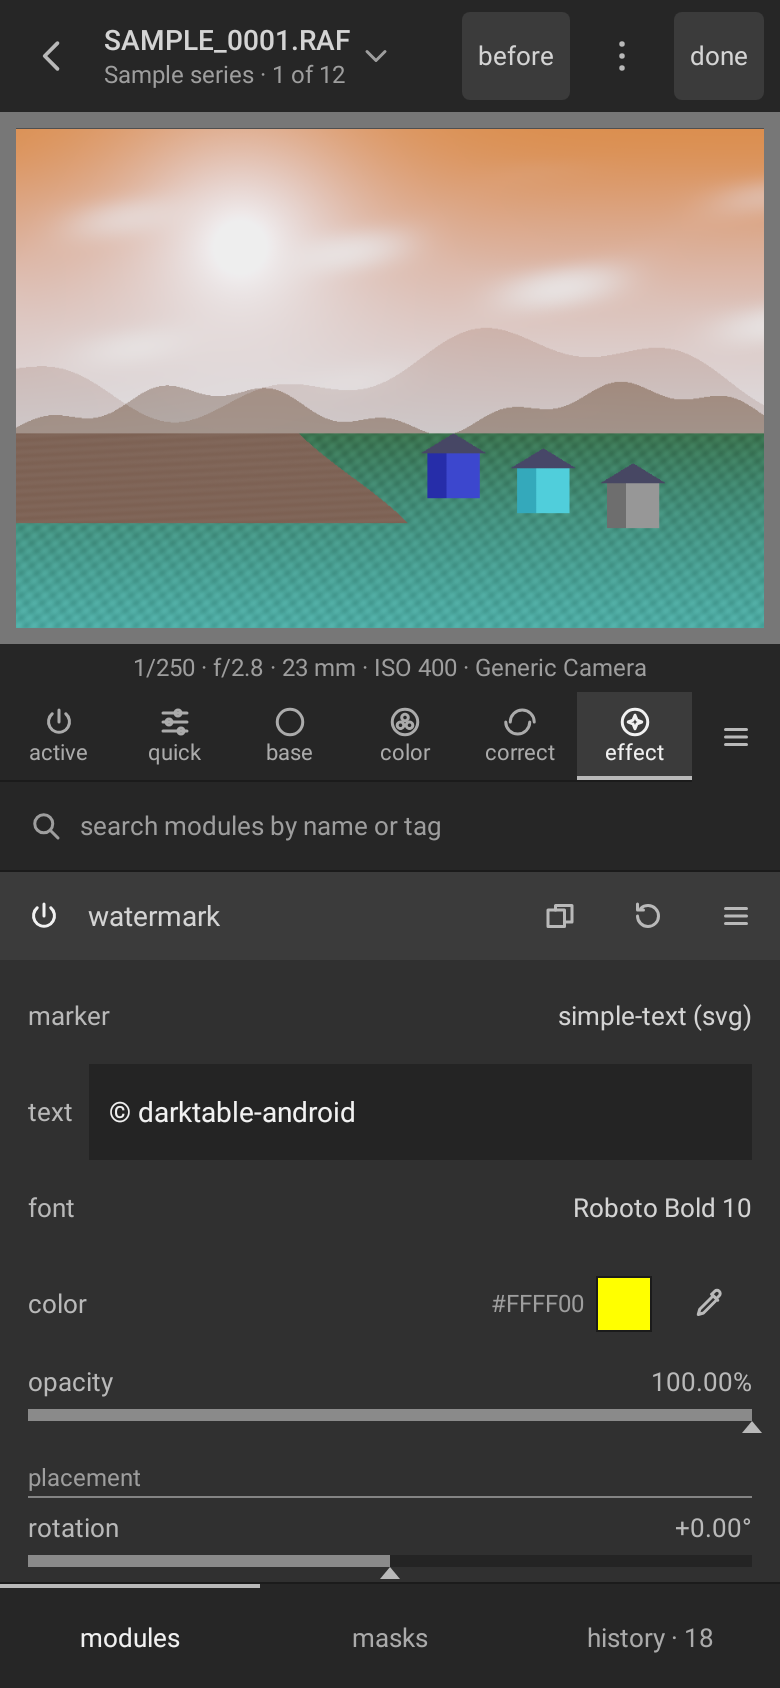 SAMPLE_0001.RAF
Sample series · 1 of 12
before
done
1/250 · f/2.8 · 23 mm · ISO 400 · Generic Camera
active
quick
base
color
correct
effect
search modules by name or tag
watermark
marker
simple-text (svg)
text
© darktable-android
font
Roboto Bold 10
color
#FFFF00
opacity
100.00%
placement
rotation
+0.00°
modules
masks
history · 18